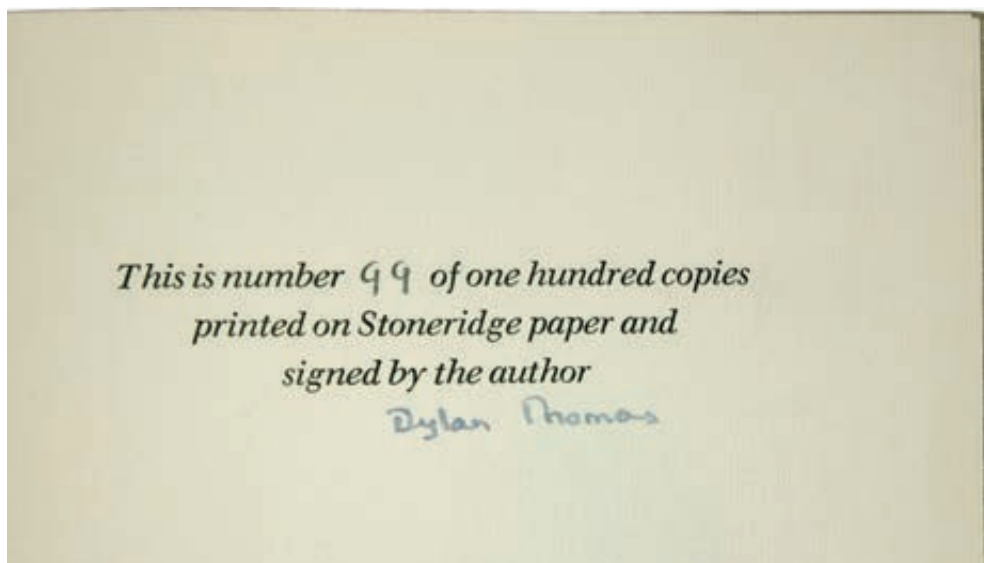 This is number 99 of one hundred copies
printed on Stoneridge paper and
signed by the author
Dylan Thomas